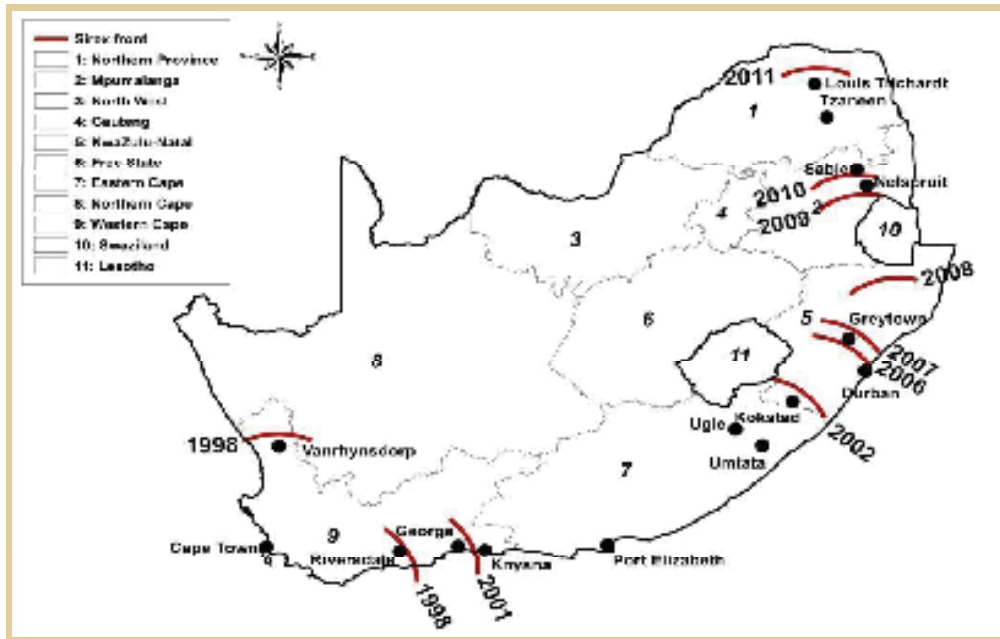 Sirex front
1: Northern Province
2: Mpumalanga
3: North West
4: Gauteng
5: KwaZulu-Natal
6: Free State
7: Eastern Cape
8: Northern Cape
9: Western Cape
10: Swaziland
11: Lesotho
2011
Louis Trichardt
Tzaneen
1
Sabie
2010
Nelspruit
4
2009
2
3
10
2008
6
5
Greytown
8
11
2007
2006
Durban
Ugie
Kokstad
1998
Vanrhynsdorp
2002
Umtata
7
9
George
Cape Town
Riversdale
Knysna
Port Elizabeth
1998
2001